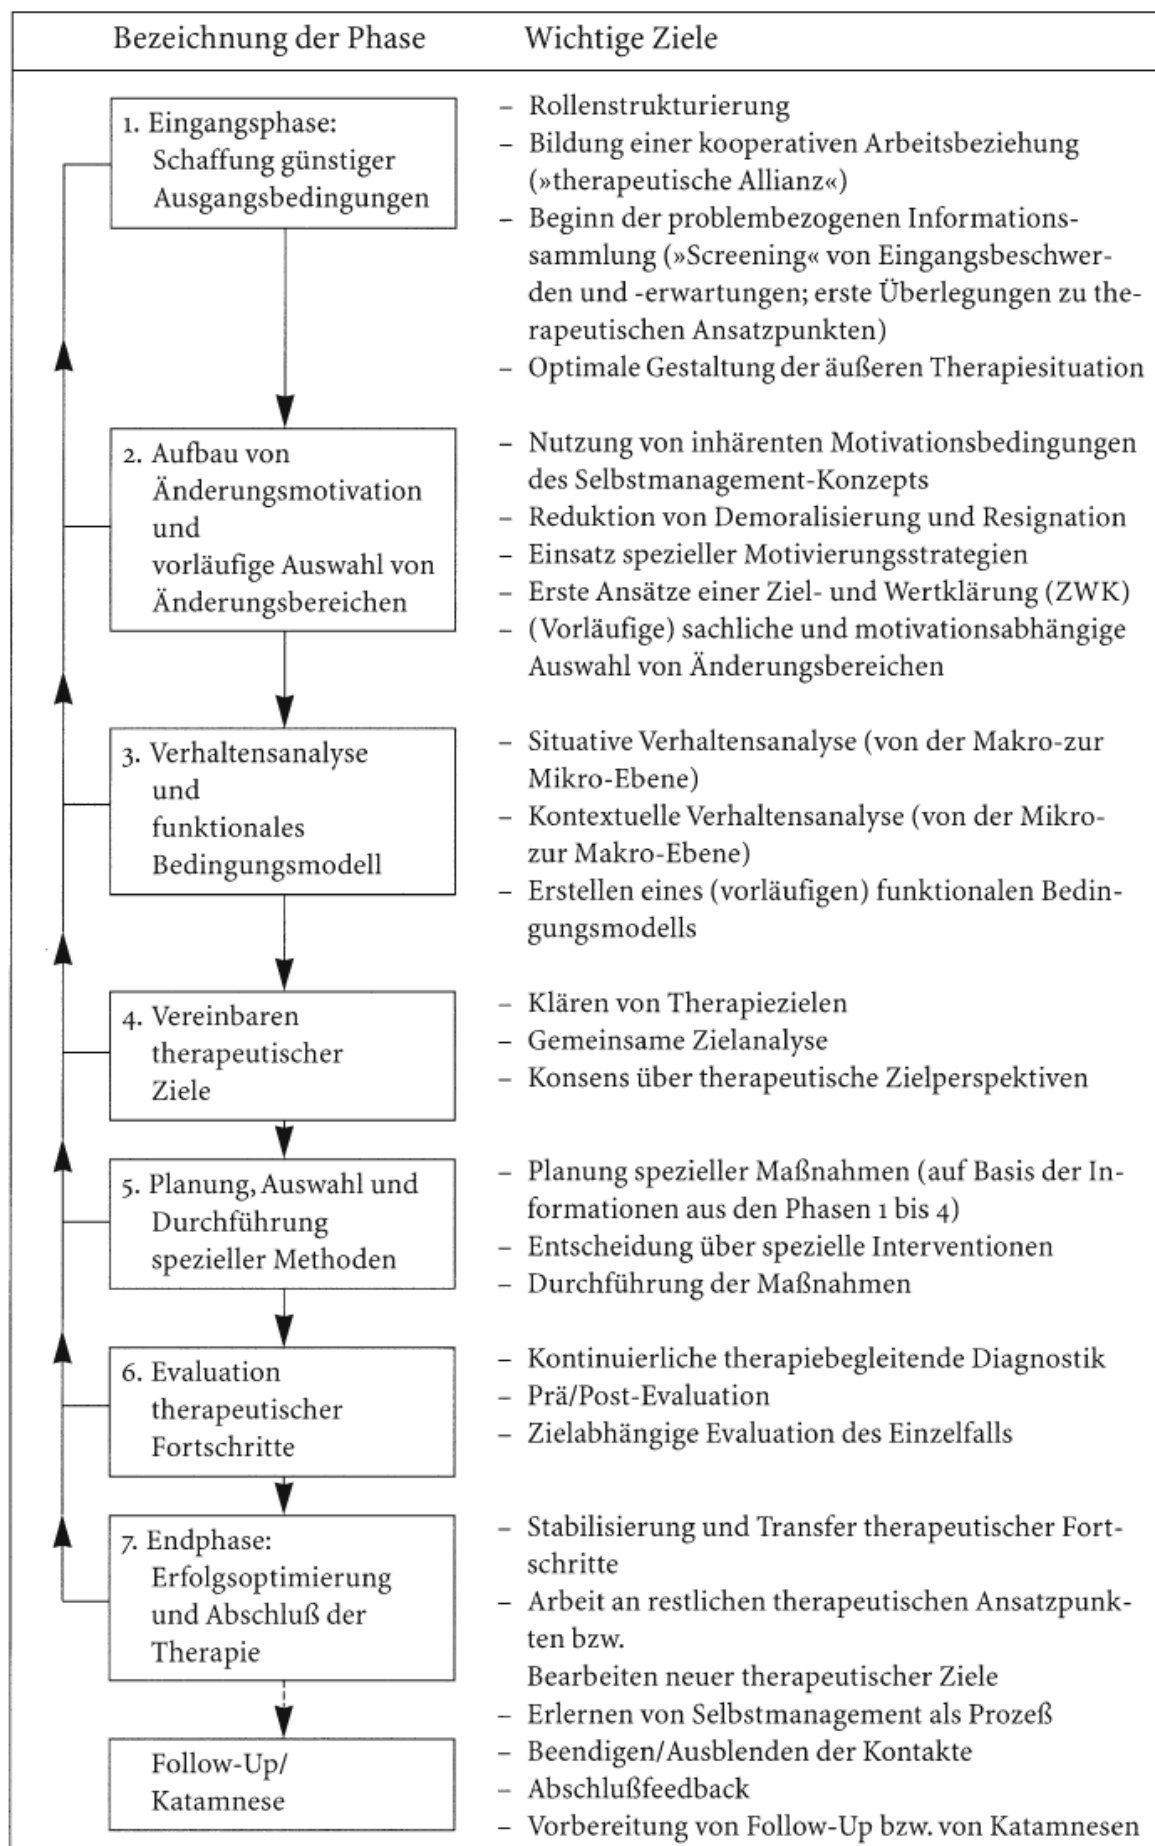 Bezeichnung der Phase
Wichtige Ziele
1. Eingangsphase:
Schaffung günstiger
Ausgangsbedingungen
– Rollenstrukturierung
– Bildung einer kooperativen Arbeitsbeziehung
(»therapeutische Allianz«)
– Beginn der problembezogenen Informations-
sammlung (»Screening« von Eingangsbeschwer-
den und -erwartungen; erste Überlegungen zu the-
rapeutischen Ansatzpunkten)
– Optimale Gestaltung der äußeren Therapiesituation
2. Aufbau von
Änderungsmotivation
und
vorläufige Auswahl von
Änderungsbereichen
– Nutzung von inhärenten Motivationsbedingungen
des Selbstmanagement-Konzepts
– Reduktion von Demoralisierung und Resignation
– Einsatz spezieller Motivierungsstrategien
– Erste Ansätze einer Ziel- und Wertklärung (ZWK)
– (Vorläufige) sachliche und motivationsabhängige
Auswahl von Änderungsbereichen
3. Verhaltensanalyse
und
funktionales
Bedingungsmodell
– Situative Verhaltensanalyse (von der Makro-zur
Mikro-Ebene)
– Kontextuelle Verhaltensanalyse (von der Mikro-
zur Makro-Ebene)
– Erstellen eines (vorläufigen) funktionalen Bedin-
gungsmodells
4. Vereinbaren
therapeutischer
Ziele
– Klären von Therapiezielen
– Gemeinsame Zielanalyse
– Konsens über therapeutische Zielperspektiven
5. Planung, Auswahl und
Durchführung
spezieller Methoden
– Planung spezieller Maßnahmen (auf Basis der In-
formationen aus den Phasen 1 bis 4)
– Entscheidung über spezielle Interventionen
– Durchführung der Maßnahmen
6. Evaluation
therapeutischer
Fortschritte
– Kontinuierliche therapiebegleitende Diagnostik
– Prä/Post-Evaluation
– Zielabhängige Evaluation des Einzelfalls
7. Endphase:
Erfolgsoptimierung
und Abschluß der
Therapie
– Stabilisierung und Transfer therapeutischer Fort-
schritte
– Arbeit an restlichen therapeutischen Ansatzpunk-
ten bzw.
Bearbeiten neuer therapeutischer Ziele
– Erlernen von Selbstmanagement als Prozeß
– Beendigen/Ausblenden der Kontakte
– Abschlußfeedback
– Vorbereitung von Follow-Up bzw. von Katamnesen
Follow-Up/
Katamnese